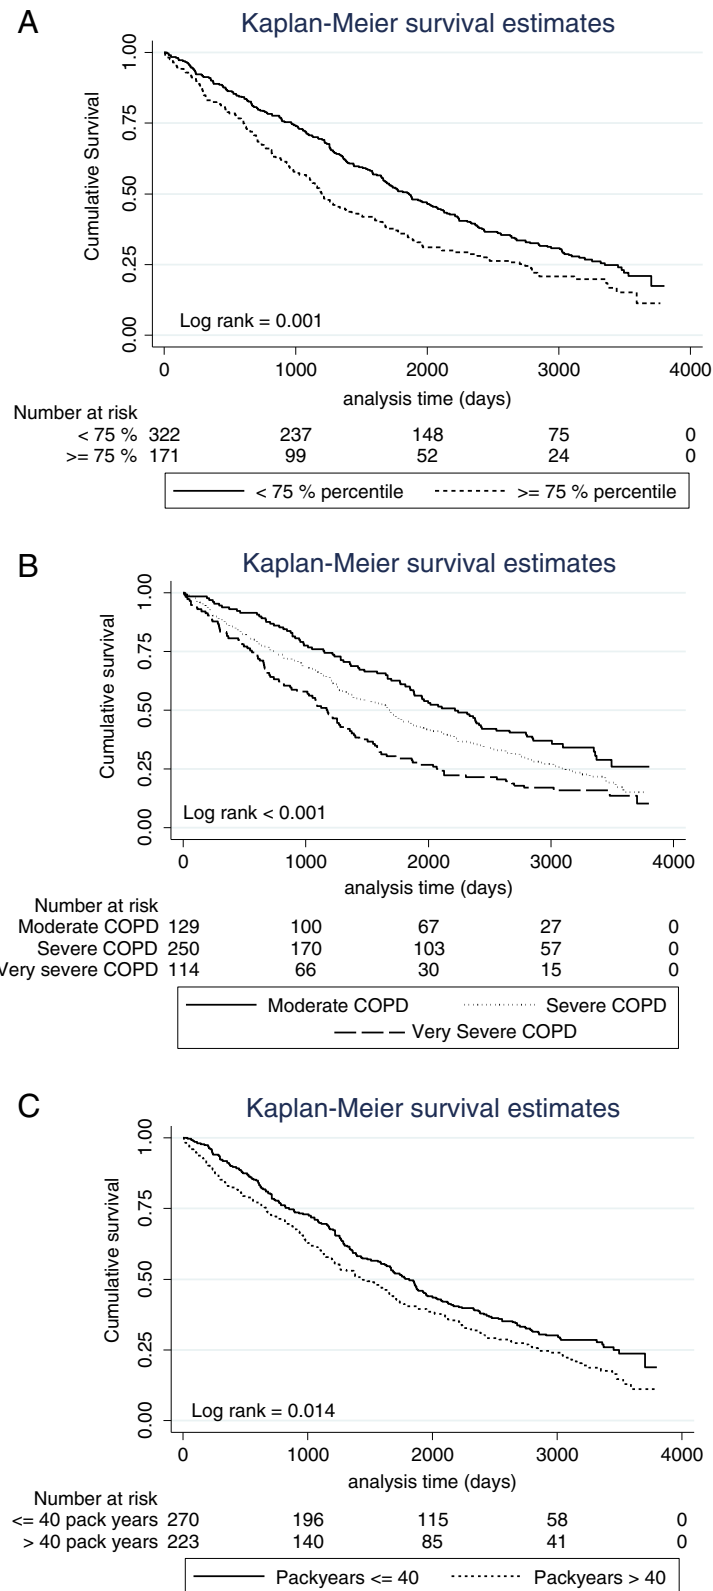 A
Kaplan-Meier survival estimates
Cumulative Survival
1.00
0.75
0.50
0.25
0.00
Log rank = 0.001
0 1000 2000 3000 4000
analysis time (days)
Number at risk
< 75 % 322 237 148 75 0
>= 75 % 171 99 52 24 0
< 75 % percentile >= 75 % percentile
B
Kaplan-Meier survival estimates
Cumulative survival
1.00
0.75
0.50
0.25
0.00
Log rank < 0.001
0 1000 2000 3000 4000
analysis time (days)
Number at risk
Moderate COPD 129 100 67 27 0
Severe COPD 250 170 103 57 0
Very severe COPD 114 66 30 15 0
Moderate COPD Severe COPD
Very Severe COPD
C
Kaplan-Meier survival estimates
Cumulative survival
1.00
0.75
0.50
0.25
0.00
Log rank = 0.014
0 1000 2000 3000 4000
analysis time (days)
Number at risk
<= 40 pack years 270 196 115 58 0
> 40 pack years 223 140 85 41 0
Packyears <= 40 Packyears > 40